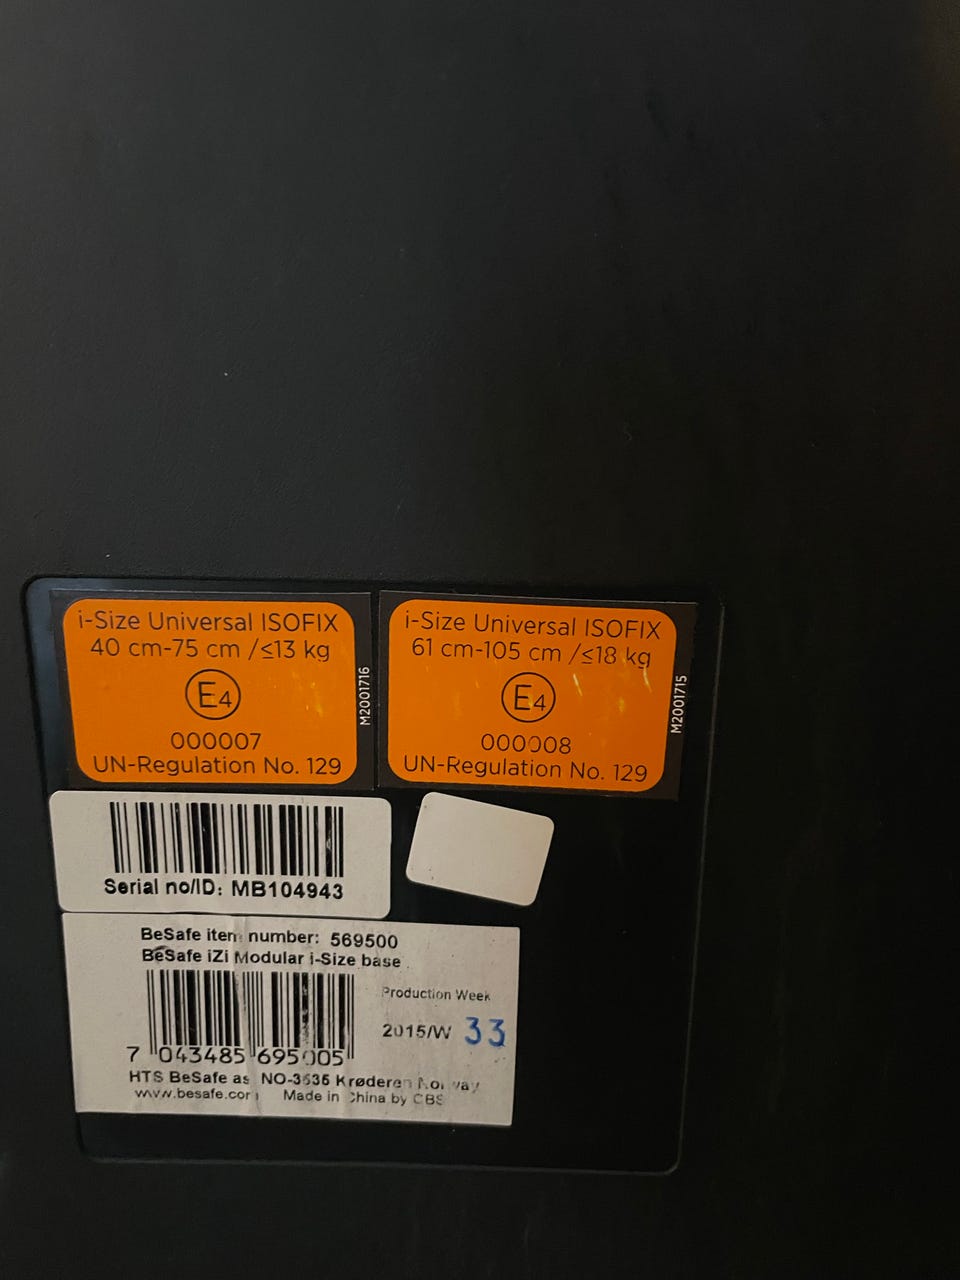 i-Size Universal ISOFIX
40 cm-75 cm /≤13 kg
E4
000007
UN-Regulation No. 129
M2001716
i-Size Universal ISOFIX
61 cm-105 cm /≤18 kg
E4
000008
UN-Regulation No. 129
M2001715
Serial no/ID: MB104943
BeSafe item number: 569500
BeSafe iZi Modular i-Size base
Production Week
2015/W 33
7 043485 695005
HTS BeSafe as NO-3535 Krøderen Norway
www.besafe.com Made in China by CBS